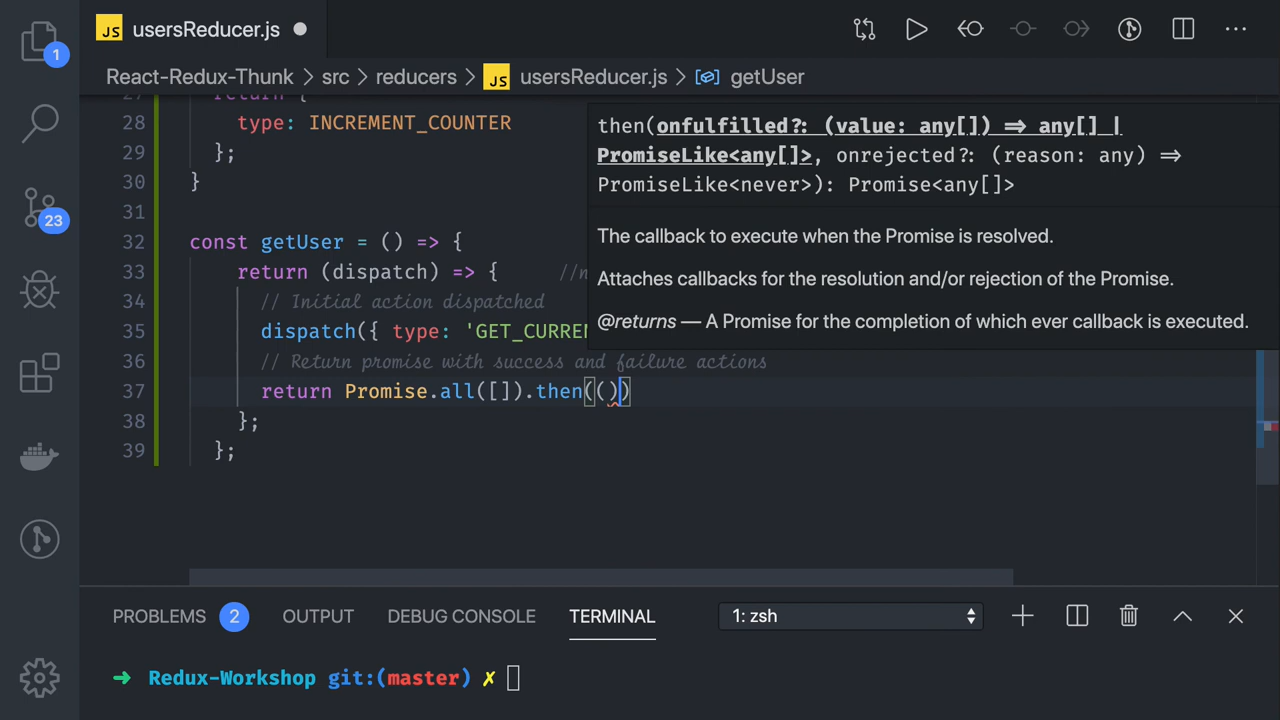 1
JS usersReducer.js
React-Redux-Thunk > src > reducers > JS usersReducer.js > getUser
return {
28 type: INCREMENT_COUNTER
29 };
30 }
31
32 const getUser = () => {
33 return (dispatch) => { //
34 // Initial action dispatched
35 dispatch({ type: 'GET_CURREN
36 // Return promise with success and failure actions
37 return Promise.all([]).then(())
38 };
39 };
then(onfulfilled?: (value: any[]) => any[] |
PromiseLike<any[]>, onrejected?: (reason: any) =>
PromiseLike<never>): Promise<any[]>
The callback to execute when the Promise is resolved.
Attaches callbacks for the resolution and/or rejection of the Promise.
@returns — A Promise for the completion of which ever callback is executed.
23
PROBLEMS 2 OUTPUT DEBUG CONSOLE TERMINAL 1: zsh
➜ Redux-Workshop git:(master) ✗